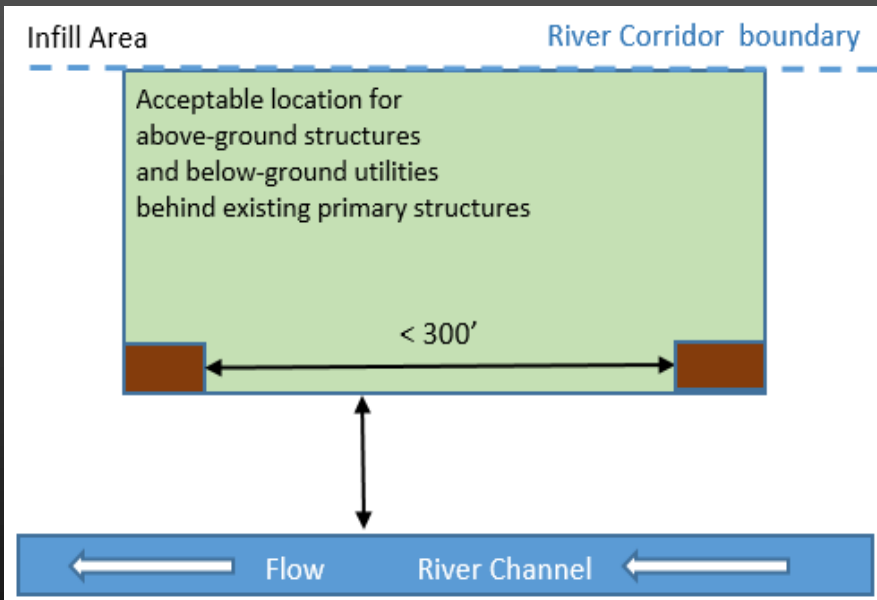 Infill Area
River Corridor boundary
Acceptable location for
above-ground structures
and below-ground utilities
behind existing primary structures
< 300’
Flow
River Channel